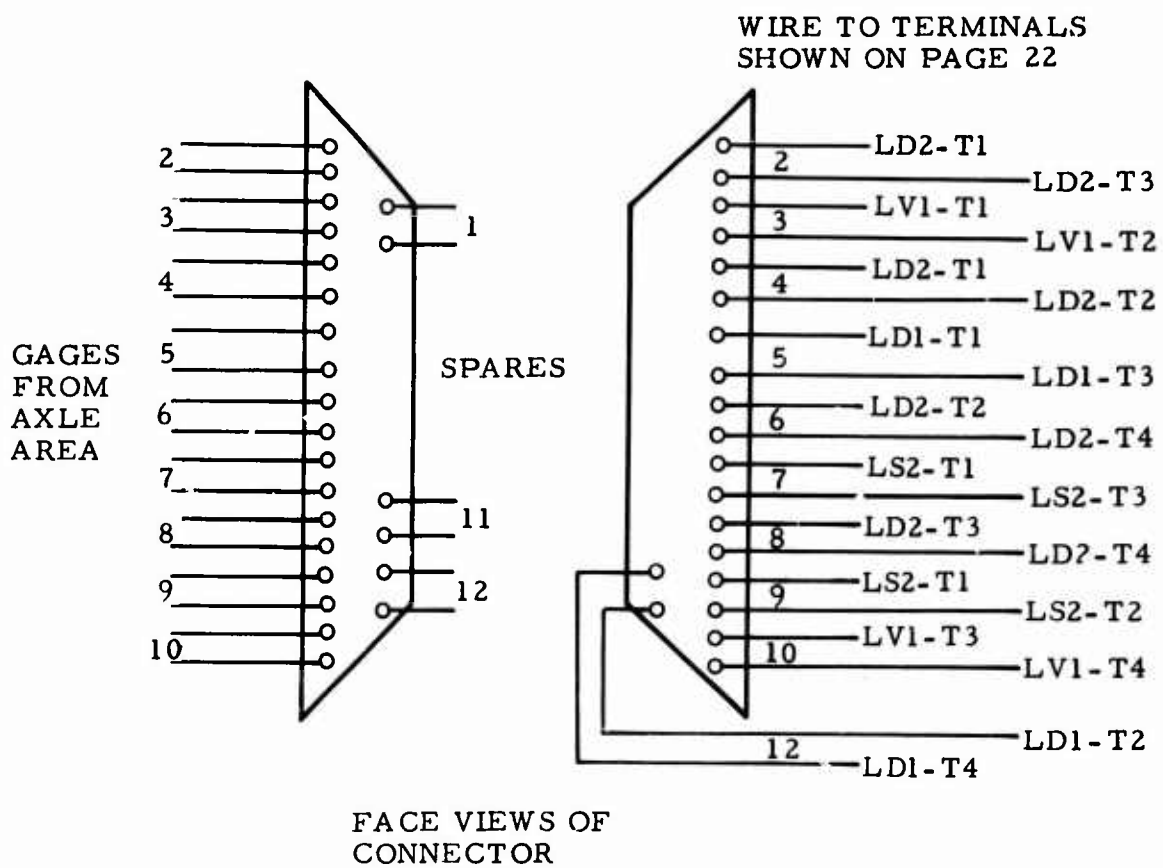 WIRE TO TERMINALS
SHOWN ON PAGE 22
2
3
4
5
6
7
8
9
10
GAGES
FROM
AXLE
AREA
1
SPARES
11
12
LD2-T1
2
LD2-T3
LV1-T1
3
LV1-T2
LD2-T1
4
LD2-T2
LD1-T1
5
LD1-T3
LD2-T2
6
LD2-T4
LS2-T1
7
LS2-T3
LD2-T3
8
LD?-T4
LS2-T1
9
LS2-T2
LV1-T3
10
LV1-T4
LD1-T2
12
LD1-T4
FACE VIEWS OF
CONNECTOR